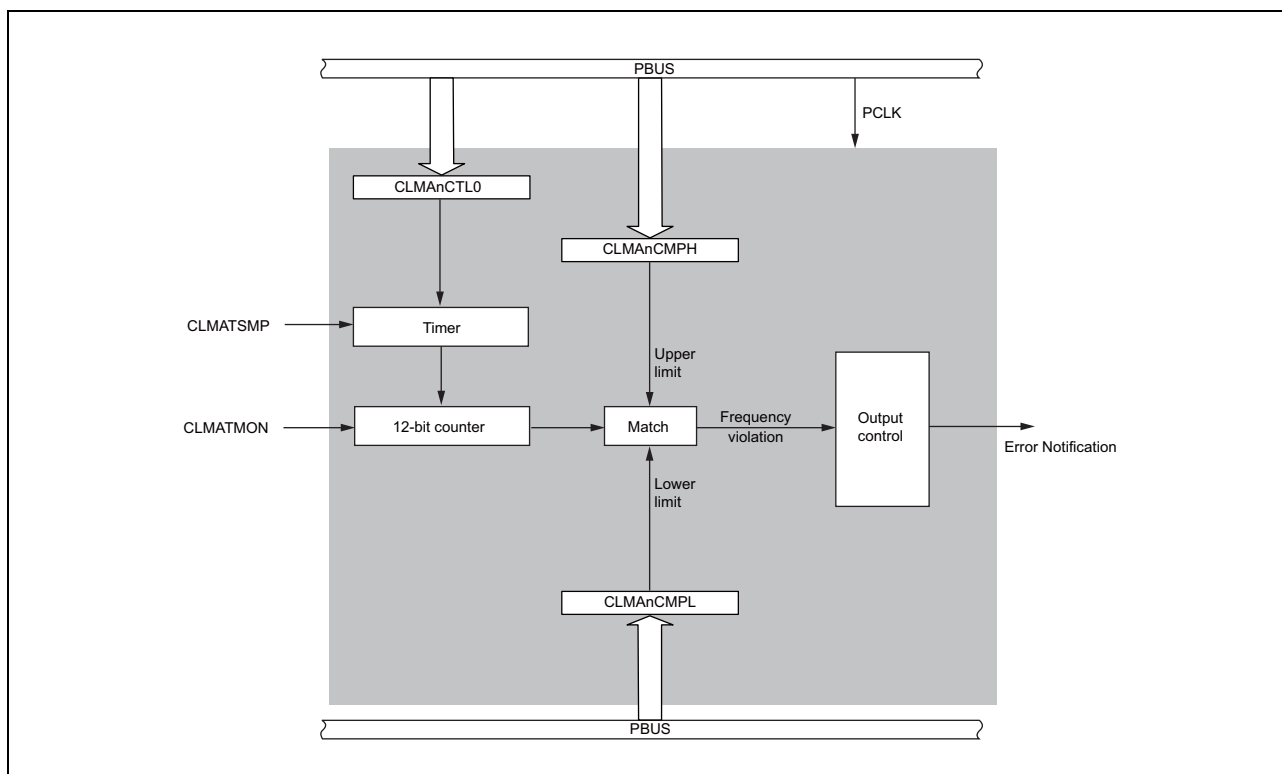 PBUS
PCLK
CLMAnCTL0
CLMAnCMPH
CLMATSMP
Timer
Upper
limit
CLMATMON
12-bit counter
Match
Frequency
violation
Output
control
Error Notification
Lower
limit
CLMAnCMPL
PBUS